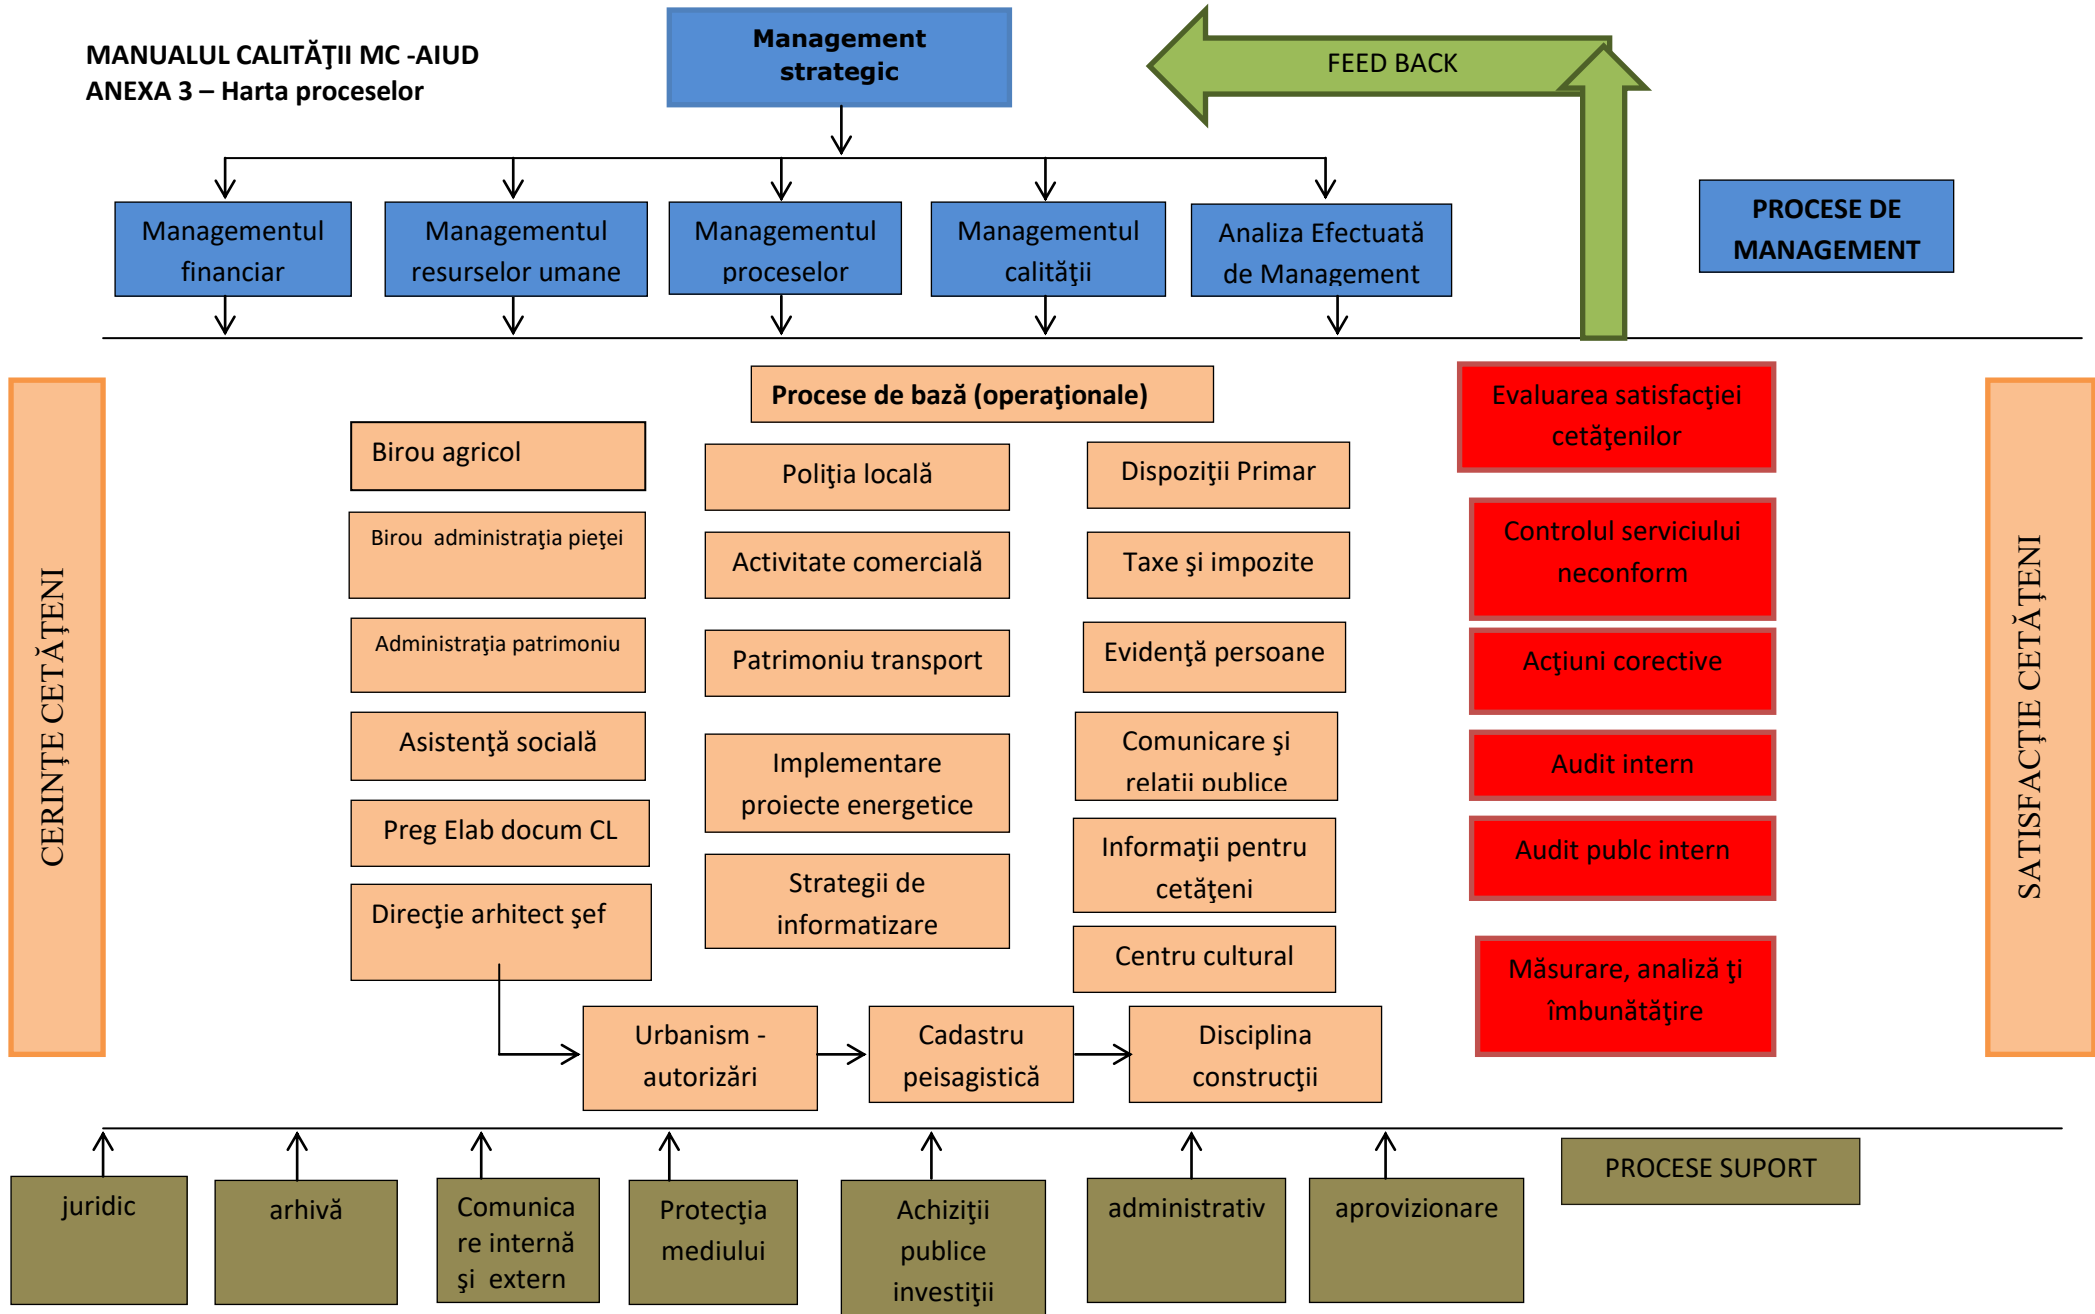 MANUALUL CALITĂŢII MC -AIUD
ANEXA 3 – Harta proceselor
Management
strategic
FEED BACK
Managementul
financiar
Managementul
resurselor umane
Managementul
proceselor
Managementul
calităţii
Analiza Efectuată
de Management
PROCESE DE
MANAGEMENT
CERINŢE CETĂŢENI
Procese de bază (operaţionale)
Birou agricol
Birou administraţia pieţei
Administraţia patrimoniu
Asistenţă socială
Preg Elab docum CL
Direcţie arhitect şef
Poliţia locală
Activitate comercială
Patrimoniu transport
Implementare
proiecte energetice
Strategii de
informatizare
Dispoziţii Primar
Taxe şi impozite
Evidenţă persoane
Comunicare şi
relaţii publice
Informaţii pentru
cetăţeni
Centru cultural
Urbanism -
autorizări
Cadastru
peisagistică
Disciplina
construcţii
Evaluarea satisfacţiei
cetăţenilor
Controlul serviciului
neconform
Acţiuni corective
Audit intern
Audit publc intern
Măsurare, analiză ţi
îmbunătăţire
SATISFACŢIE CETĂŢENI
PROCESE SUPORT
juridic
arhivă
Comunica
re internă
şi extern
Protecţia
mediului
Achiziţii
publice
investiţii
administrativ
aprovizionare